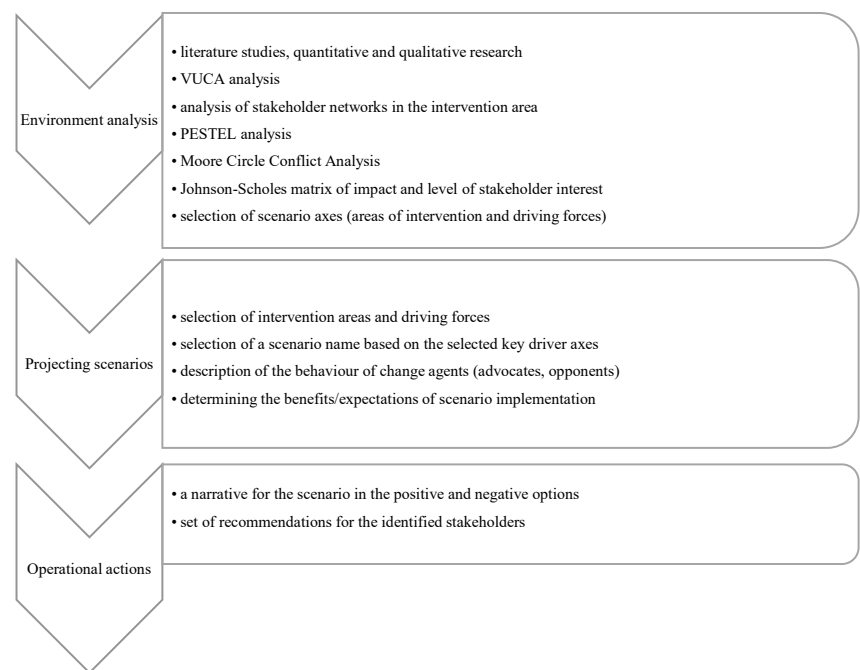 Environment analysis
• literature studies, quantitative and qualitative research
• VUCA analysis
• analysis of stakeholder networks in the intervention area
• PESTEL analysis
• Moore Circle Conflict Analysis
• Johnson-Scholes matrix of impact and level of stakeholder interest
• selection of scenario axes (areas of intervention and driving forces)
Projecting scenarios
• selection of intervention areas and driving forces
• selection of a scenario name based on the selected key driver axes
• description of the behaviour of change agents (advocates, opponents)
• determining the benefits/expectations of scenario implementation
Operational actions
• a narrative for the scenario in the positive and negative options
• set of recommendations for the identified stakeholders